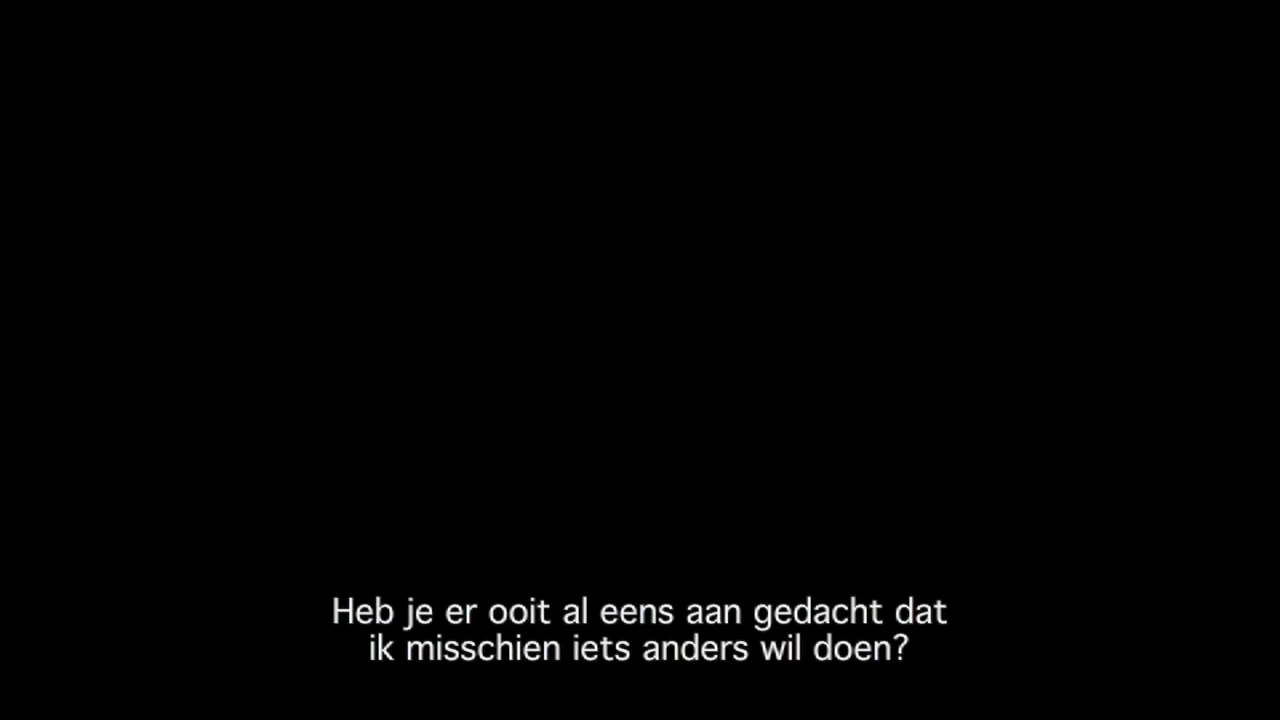 Heb je er ooit al eens aan gedacht dat
ik misschien iets anders wil doen?